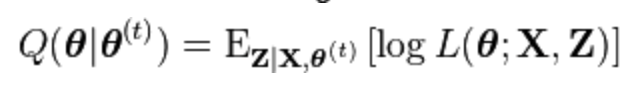 Q(θ|θ^(t)) = E_{Z|X,θ^(t)} [log L(θ; X, Z)]